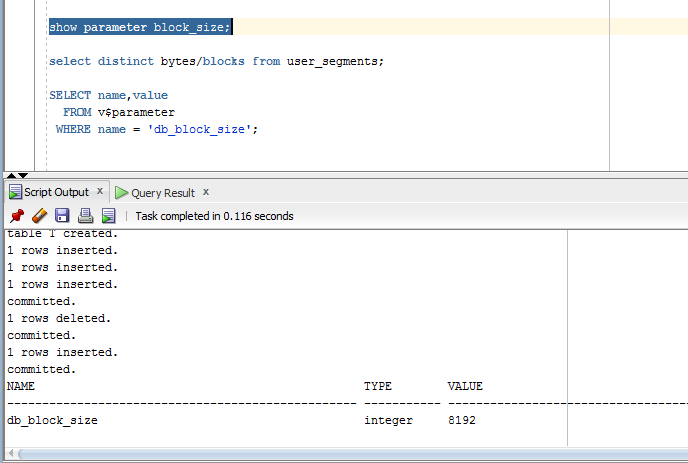 show parameter block_size;
select distinct bytes/blocks from user_segments;
SELECT name,value
FROM v$parameter
WHERE name = 'db_block_size';
Script Output x Query Result x
Task completed in 0.116 seconds
table T created.
1 rows inserted.
1 rows inserted.
1 rows inserted.
committed.
1 rows deleted.
committed.
1 rows inserted.
committed.
NAME TYPE VALUE
-------------------------------------------------- ----------- ----------------------------------
db_block_size integer 8192